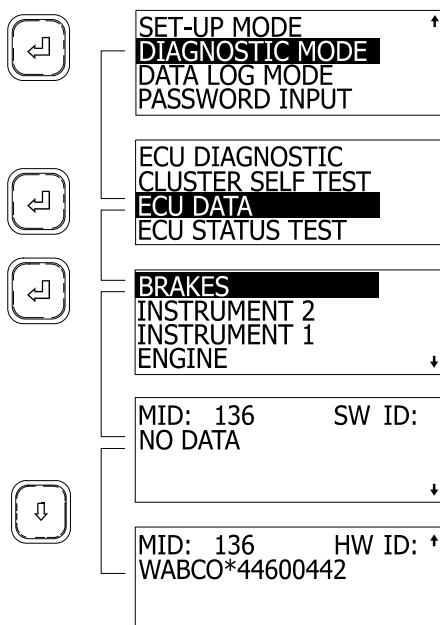 SET-UP MODE
DIAGNOSTIC MODE
DATA LOG MODE
PASSWORD INPUT
ECU DIAGNOSTIC
CLUSTER SELF TEST
ECU DATA
ECU STATUS TEST
BRAKES
INSTRUMENT 2
INSTRUMENT 1
ENGINE
MID: 136 SW ID:
NO DATA
MID: 136 HW ID:
WABCO*44600442